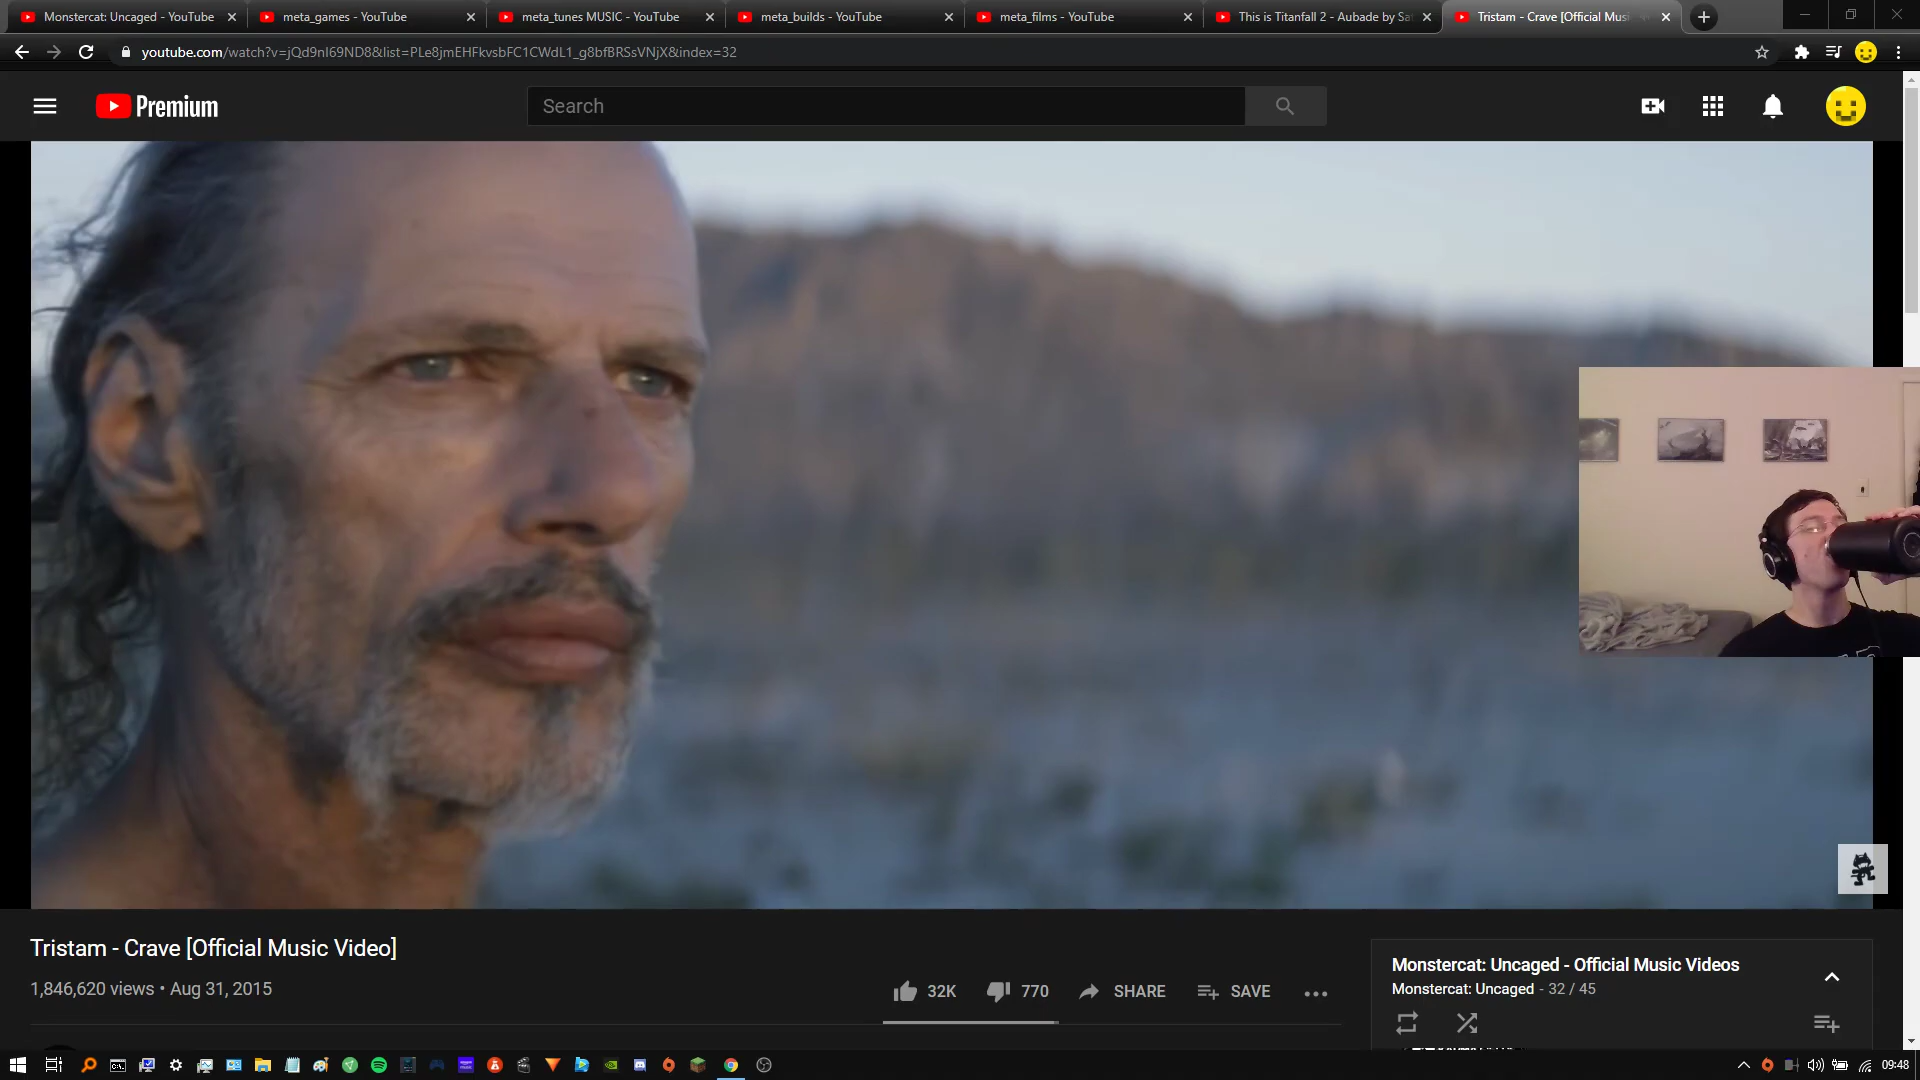 Monstercat: Uncaged - YouTube
meta_games - YouTube
meta_tunes MUSIC - YouTube
meta_builds - YouTube
meta_films - YouTube
This is Titanfall 2 - Aubade by Sat
Tristam - Crave [Official Mus
youtube.com/watch?v=jQd9nI69ND8&list=PLe8jmEHFkvsbFC1CWdL1_g8bfBRSsVNjX&index=32
Premium
Search
Tristam - Crave [Official Music Video]
1,846,620 views • Aug 31, 2015
32K
770
SHARE
SAVE
Monstercat: Uncaged - Official Music Videos
Monstercat: Uncaged - 32 / 45
09:48